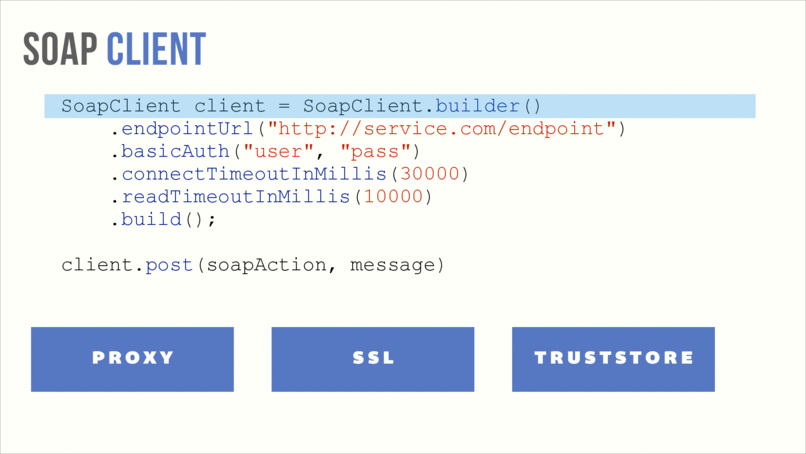 SOAP CLIENT
SoapClient client = SoapClient.builder()
.endpointUrl("http://service.com/endpoint")
.basicAuth("user", "pass")
.connectTimeoutInMillis(30000)
.readTimeoutInMillis(10000)
.build();
client.post(soapAction, message)
PROXY SSL TRUSTSTORE